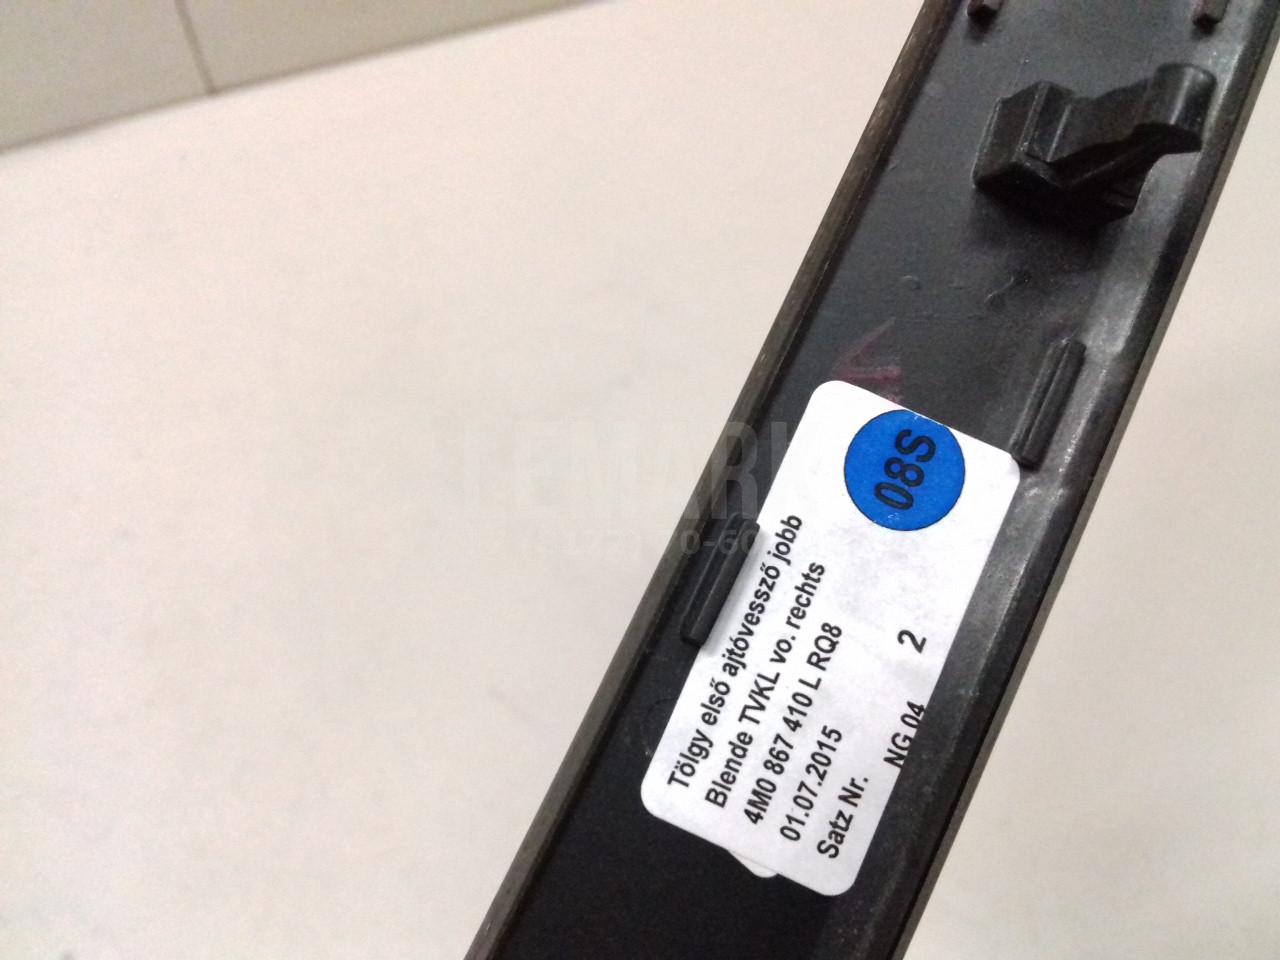 08S
Tölgy első ajtóvessző jobb
Blende TVKL vo. rechts
4M0 867 410 L RQ8
01.07.2015
Satz Nr. NG 04 2
LEMARK